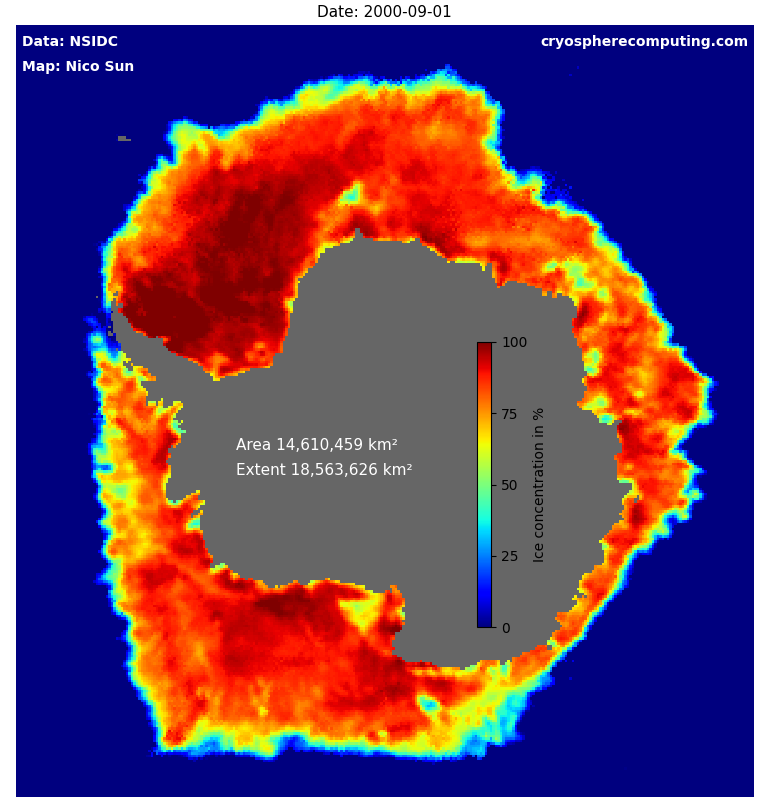 Date: 2000-09-01
Data: NSIDC
cryospherecomputing.com
Map: Nico Sun
Area 14,610,459 km²
Extent 18,563,626 km²
100
75
50
25
0
Ice concentration in %